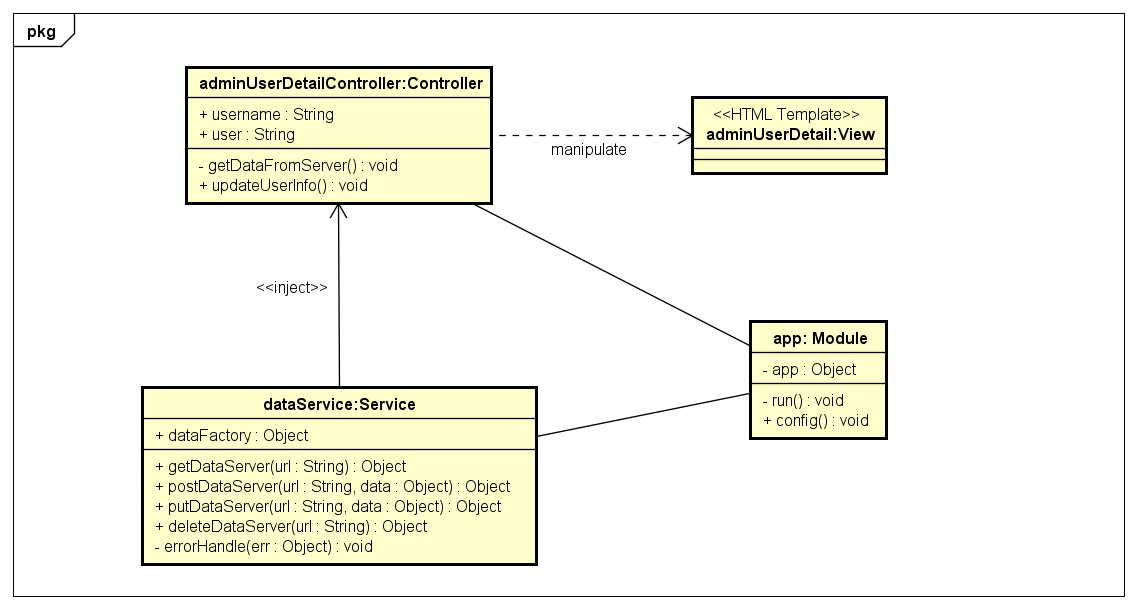 pkg
adminUserDetailController:Controller
+ username : String
+ user : String
- getDataFromServer() : void
+ updateUserInfo() : void
<<HTML Template>>
adminUserDetail:View
manipulate
<<inject>>
app: Module
- app : Object
- run() : void
+ config() : void
dataService:Service
+ dataFactory : Object
+ getDataServer(url : String) : Object
+ postDataServer(url : String, data : Object) : Object
+ putDataServer(url : String, data : Object) : Object
+ deleteDataServer(url : String) : Object
- errorHandle(err : Object) : void